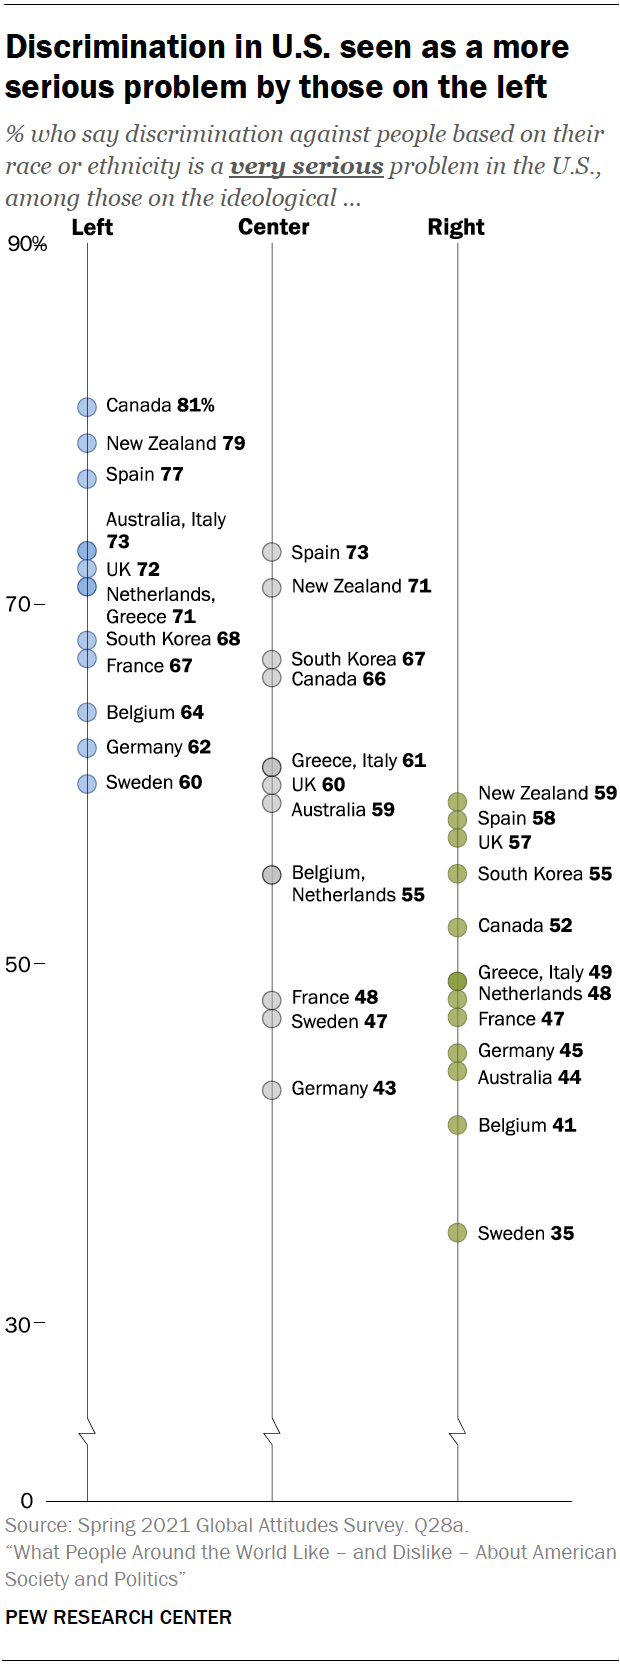 Discrimination in U.S. seen as a more
serious problem by those on the left
% who say discrimination against people based on their
race or ethnicity is a very serious problem in the U.S.,
among those on the ideological ...
Left Center Right
90%
Canada 81%
New Zealand 79
Spain 77
Australia, Italy
73
UK 72
Netherlands,
Greece 71
South Korea 68
France 67
Belgium 64
Germany 62
Sweden 60
Spain 73
New Zealand 71
South Korea 67
Canada 66
Greece, Italy 61
UK 60
Australia 59
Belgium,
Netherlands 55
France 48
Sweden 47
Germany 43
New Zealand 59
Spain 58
UK 57
South Korea 55
Canada 52
Greece, Italy 49
Netherlands 48
France 47
Germany 45
Australia 44
Belgium 41
Sweden 35
70
50
30
0
Source: Spring 2021 Global Attitudes Survey. Q28a.
“What People Around the World Like – and Dislike – About American
Society and Politics”
PEW RESEARCH CENTER